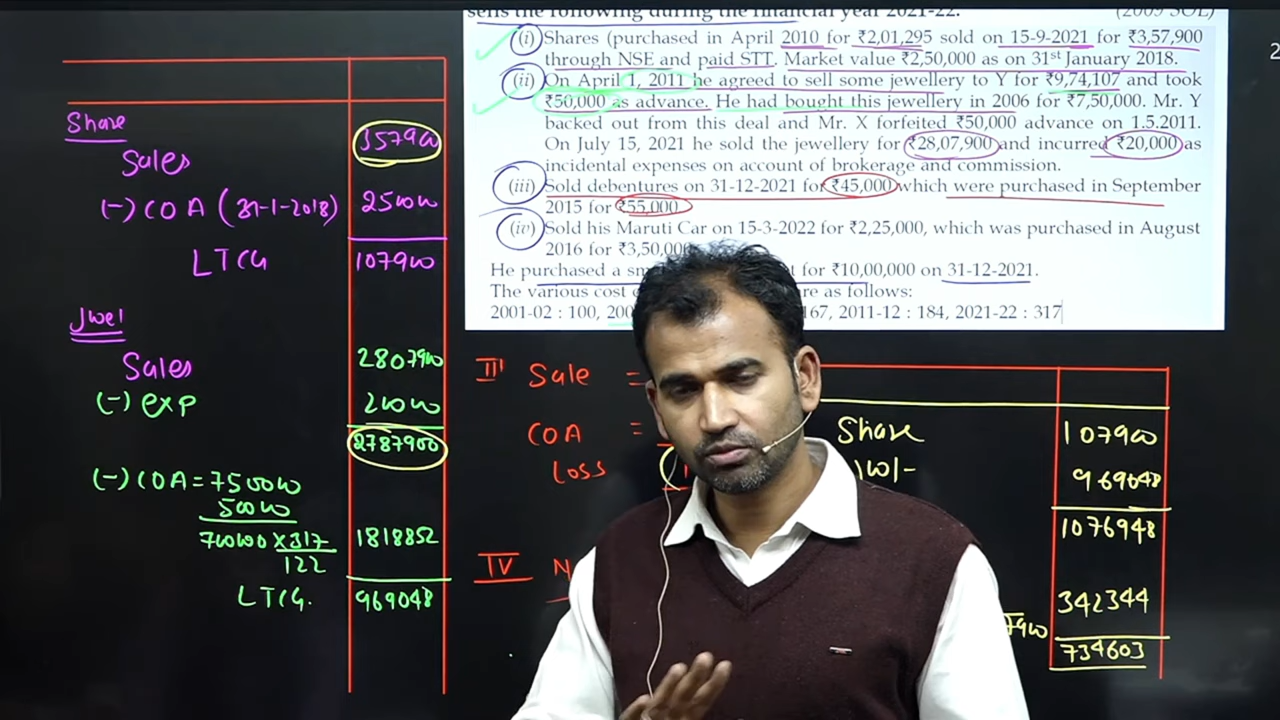 sells the following during the financial year 2021-22. (2009 SOL)
(i) Shares (purchased in April 2010 for ₹2,01,295 sold on 15-9-2021 for ₹3,57,900
through NSE and paid STT. Market value ₹2,50,000 as on 31st January 2018.
(ii) On April 1, 2011 he agreed to sell some jewellery to Y for ₹9,74,107 and took
₹50,000 as advance. He had bought this jewellery in 2006 for ₹7,50,000. Mr. Y
backed out from this deal and Mr. X forfeited ₹50,000 advance on 1.5.2011.
On July 15, 2021 he sold the jewellery for ₹28,07,900 and incurred ₹20,000 as
incidental expenses on account of brokerage and commission.
(iii) Sold debentures on 31-12-2021 for ₹45,000 which were purchased in September
2015 for ₹55,000.
(iv) Sold his Maruti Car on 15-3-2022 for ₹2,25,000, which was purchased in August
2016 for ₹3,50,00
He purchased a for ₹10,00,000 on 31-12-2021.
The various cost are as follows:
2001-02 : 100, 167, 2011-12 : 184, 2021-22 : 317
2
Share
Sales 357900
(-) COA (31-1-2018) 250000
LTCG 107900
Jwel
Sales 2807900
(-) exp 20000
2787900
(-) COA = 750000
50000
700000 × 317 1818852
122
LTCG. 969048
III Sale =
COA =
Loss
IV N
Share 107900
969048
1076948
342344
734603